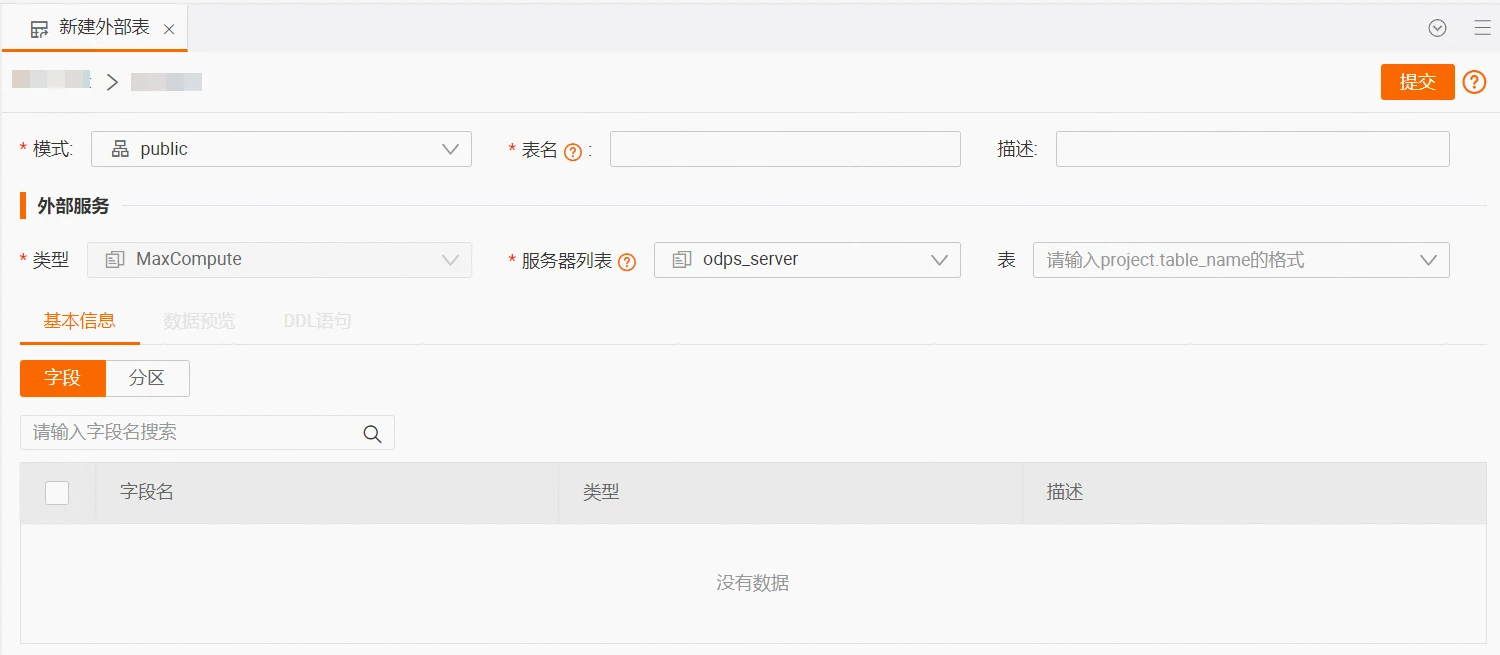 新建外部表
提交
* 模式: public * 表名 : 描述:
外部服务
* 类型 MaxCompute * 服务器列表 odps_server 表 请输入project.table_name的格式
基本信息 数据预览 DDL语句
字段 分区
请输入字段名搜索
字段名 类型 描述
没有数据